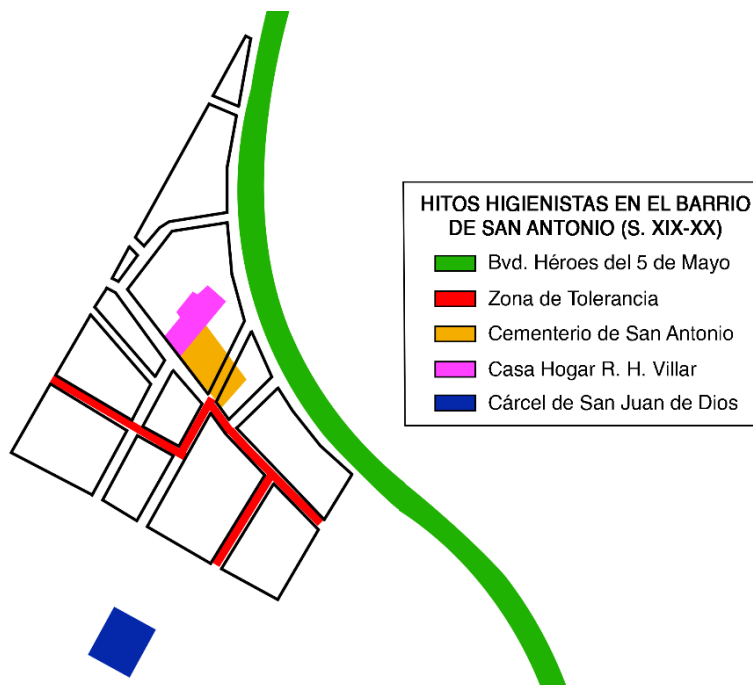 HITOS HIGIENISTAS EN EL BARRIO
DE SAN ANTONIO (S. XIX-XX)
Bvd. Héroes del 5 de Mayo
Zona de Tolerancia
Cementerio de San Antonio
Casa Hogar R. H. Villar
Cárcel de San Juan de Dios